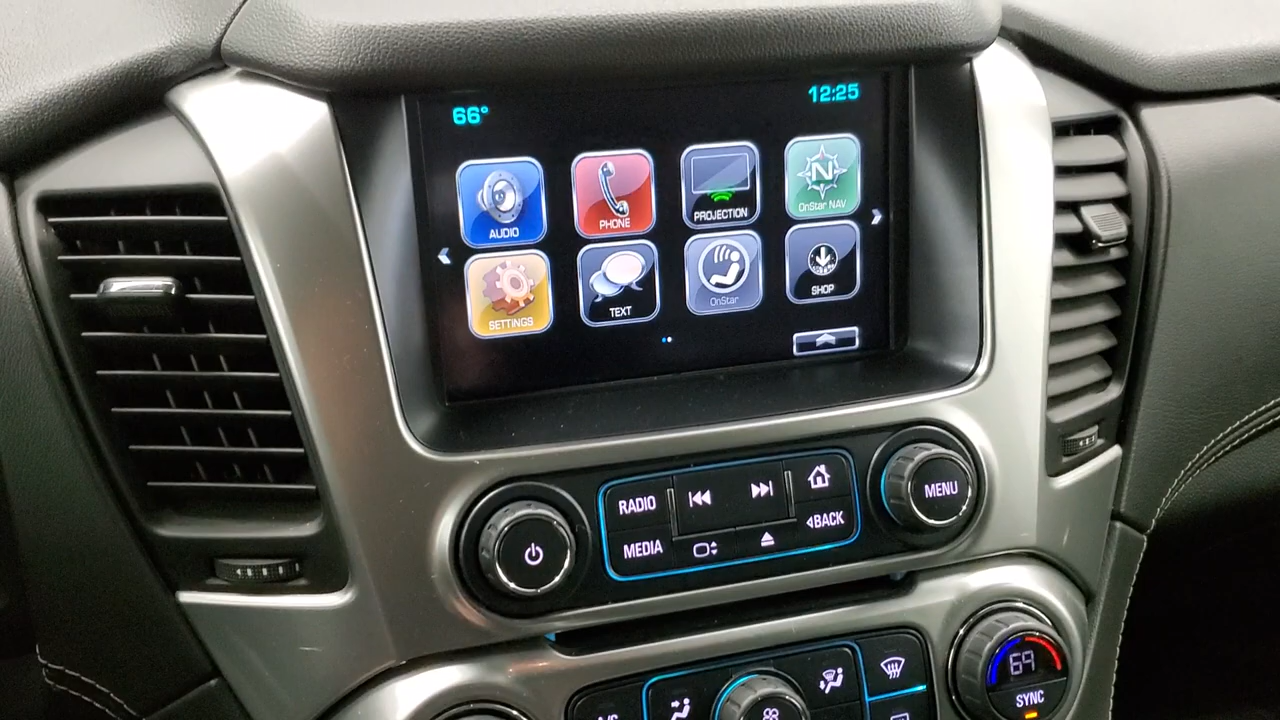 66° 12:25
AUDIO PHONE PROJECTION N OnStar NAV
SETTINGS TEXT OnStar SHOP
RADIO MENU
MEDIA BACK
69
SYNC